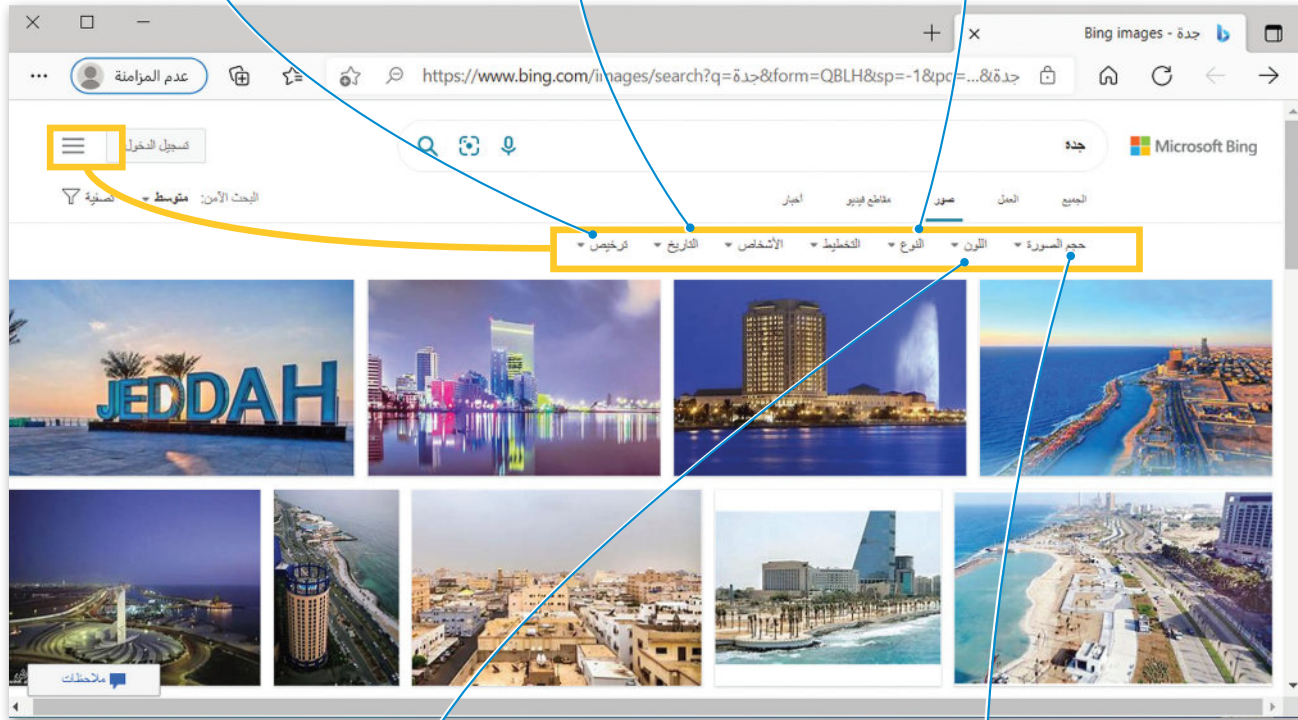 جدة - Bing images
https://www.bing.com/images/search?q=جدة&form=QBLH&sp=-1&pq=...جدة&
عدم المزامنة
Microsoft Bing
جدة
تسجيل الدخول
الجميع العمل صور مقاطع فيديو أخبار
البحث الآمن: متوسط تصفية
حجم الصورة اللون النوع التخطيط الأشخاص التاريخ ترخيص
JEDDAH
ملاحظات